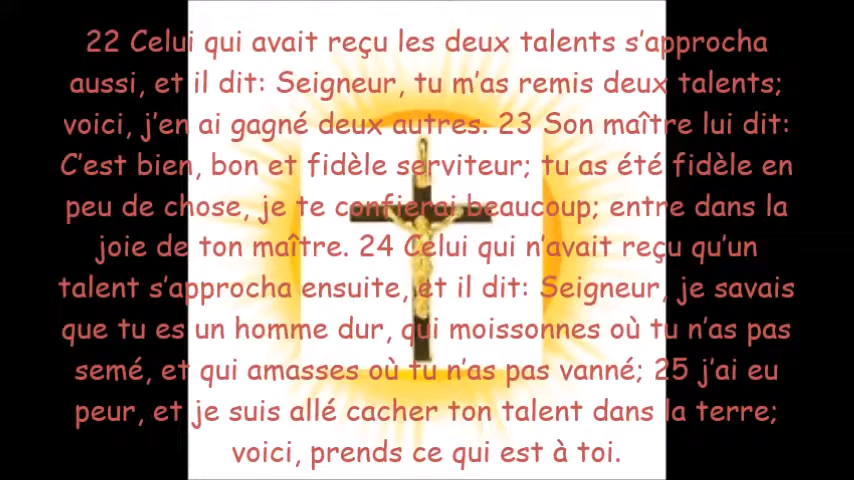 22 Celui qui avait reçu les deux talents s’approcha
aussi, et il dit: Seigneur, tu m’as remis deux talents;
voici, j’en ai gagné deux autres. 23 Son maître lui dit:
C’est bien, bon et fidèle serviteur; tu as été fidèle en
peu de chose, je te confierai beaucoup; entre dans la
joie de ton maître. 24 Celui qui n’avait reçu qu’un
talent s’approcha ensuite, et il dit: Seigneur, je savais
que tu es un homme dur, qui moissonnes où tu n’as pas
semé, et qui amasses où tu n’as pas vanné; 25 j’ai eu
peur, et je suis allé cacher ton talent dans la terre;
voici, prends ce qui est à toi.